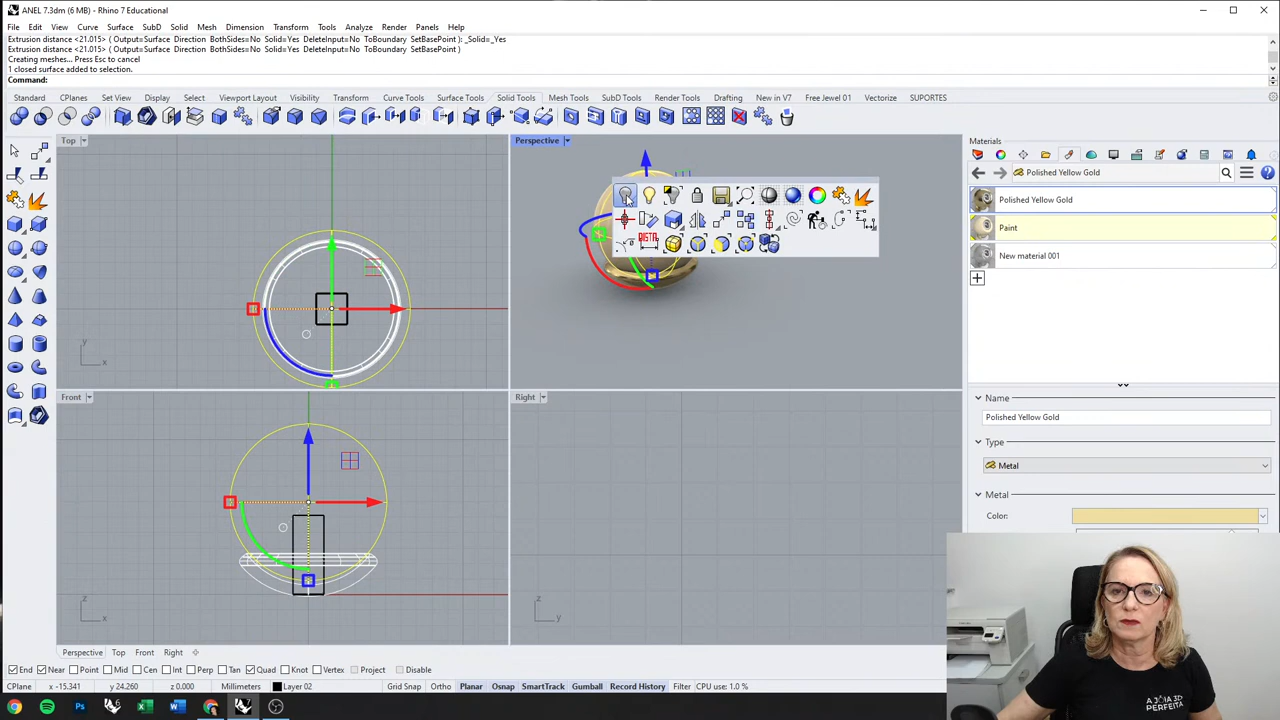 ANEL 7.3dm (6 MB) - Rhino 7 Educational
File Edit View Curve Surface SubD Solid Mesh Dimension Transform Tools Analyze Render Panels Help
Extrusion distance <21.015> ( Output=Surface Direction BothSides=No Solid=Yes DeleteInput=No ToBoundary SetBasePoint ): _Solid=_Yes
Extrusion distance <21.015> ( Output=Surface Direction BothSides=No Solid=Yes DeleteInput=No ToBoundary SetBasePoint )
Creating meshes... Press Esc to cancel
1 closed surface added to selection.
Command:
Standard CPlanes Set View Display Select Viewport Layout Visibility Transform Curve Tools Surface Tools Solid Tools Mesh Tools SubD Tools Render Tools Drafting New in V7 Free Jewel 01 Vectorize SUPORTES
Top
Perspective
Materials
Polished Yellow Gold
Polished Yellow Gold
Paint
New material 001
y
x
Front
Right
Name
Polished Yellow Gold
Type
Metal
Metal
Color:
z
x
z
y
A JÓIA 3D
PERFEITA
Perspective Top Front Right
End Near Point Mid Cen Int Perp Tan Quad Knot Vertex Project Disable
CPlane x -15.341 y 24.260 z 0.000 Millimeters Layer 02 Grid Snap Ortho Planar Osnap SmartTrack Gumball Record History Filter CPU use: 1.0 %